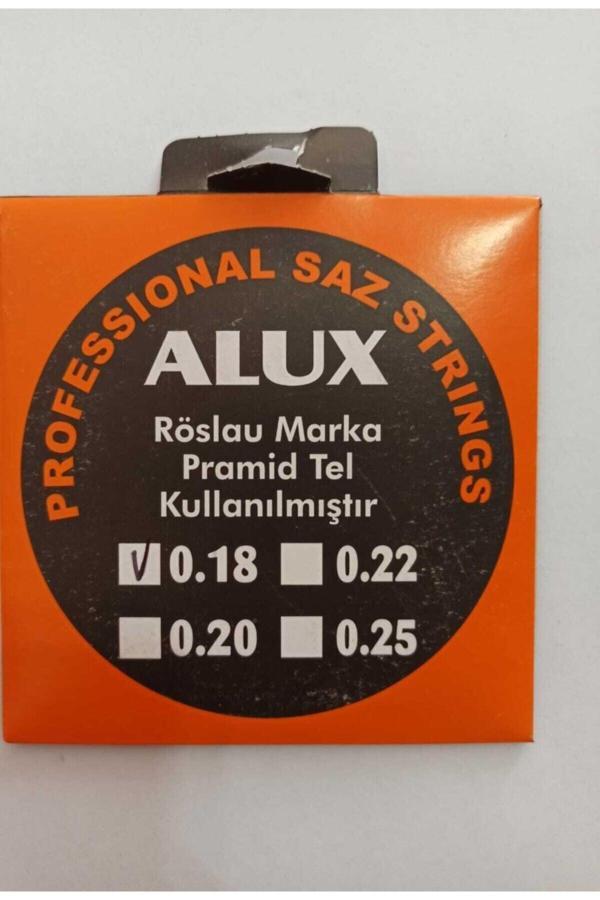 PROFESSIONAL SAZ STRINGS
ALUX
Röslau Marka
Pramid Tel
Kullanılmıştır
0.18 0.22
0.20 0.25